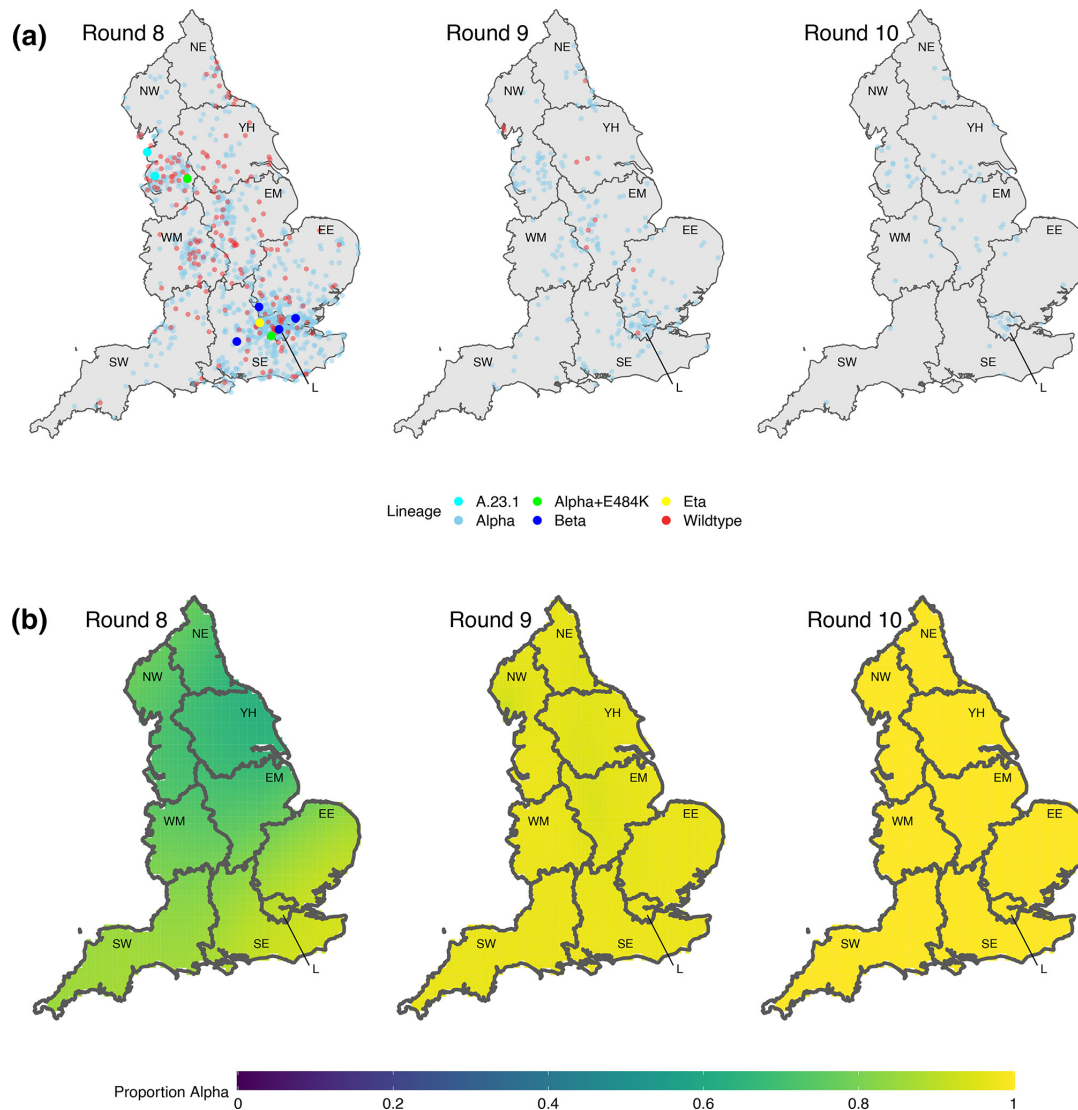 (a)
Round 8
Round 9
Round 10
NE
NW
YH
EM
WM
EE
SW
SE
L
NE
NW
YH
EM
WM
EE
SW
SE
L
NE
NW
YH
EM
WM
EE
SW
SE
L
Lineage
A.23.1
Alpha+E484K
Eta
Alpha
Beta
Wildtype
(b)
Round 8
Round 9
Round 10
NE
NW
YH
EM
WM
EE
SW
SE
L
NE
NW
YH
EM
WM
EE
SW
SE
L
NE
NW
YH
EM
WM
EE
SW
SE
L
Proportion Alpha
0
0.2
0.4
0.6
0.8
1